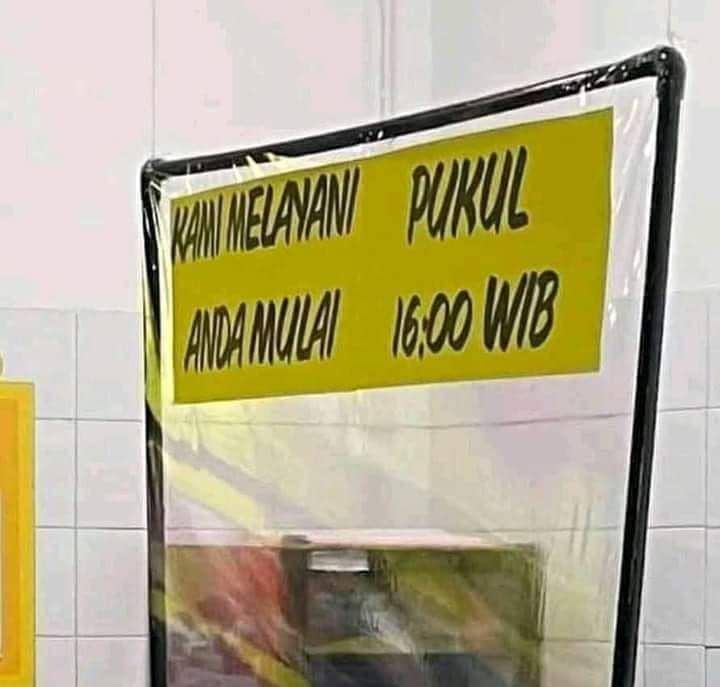 KAMI MELAYANI PUKUL
ANDA MULAI 16:00 WIB